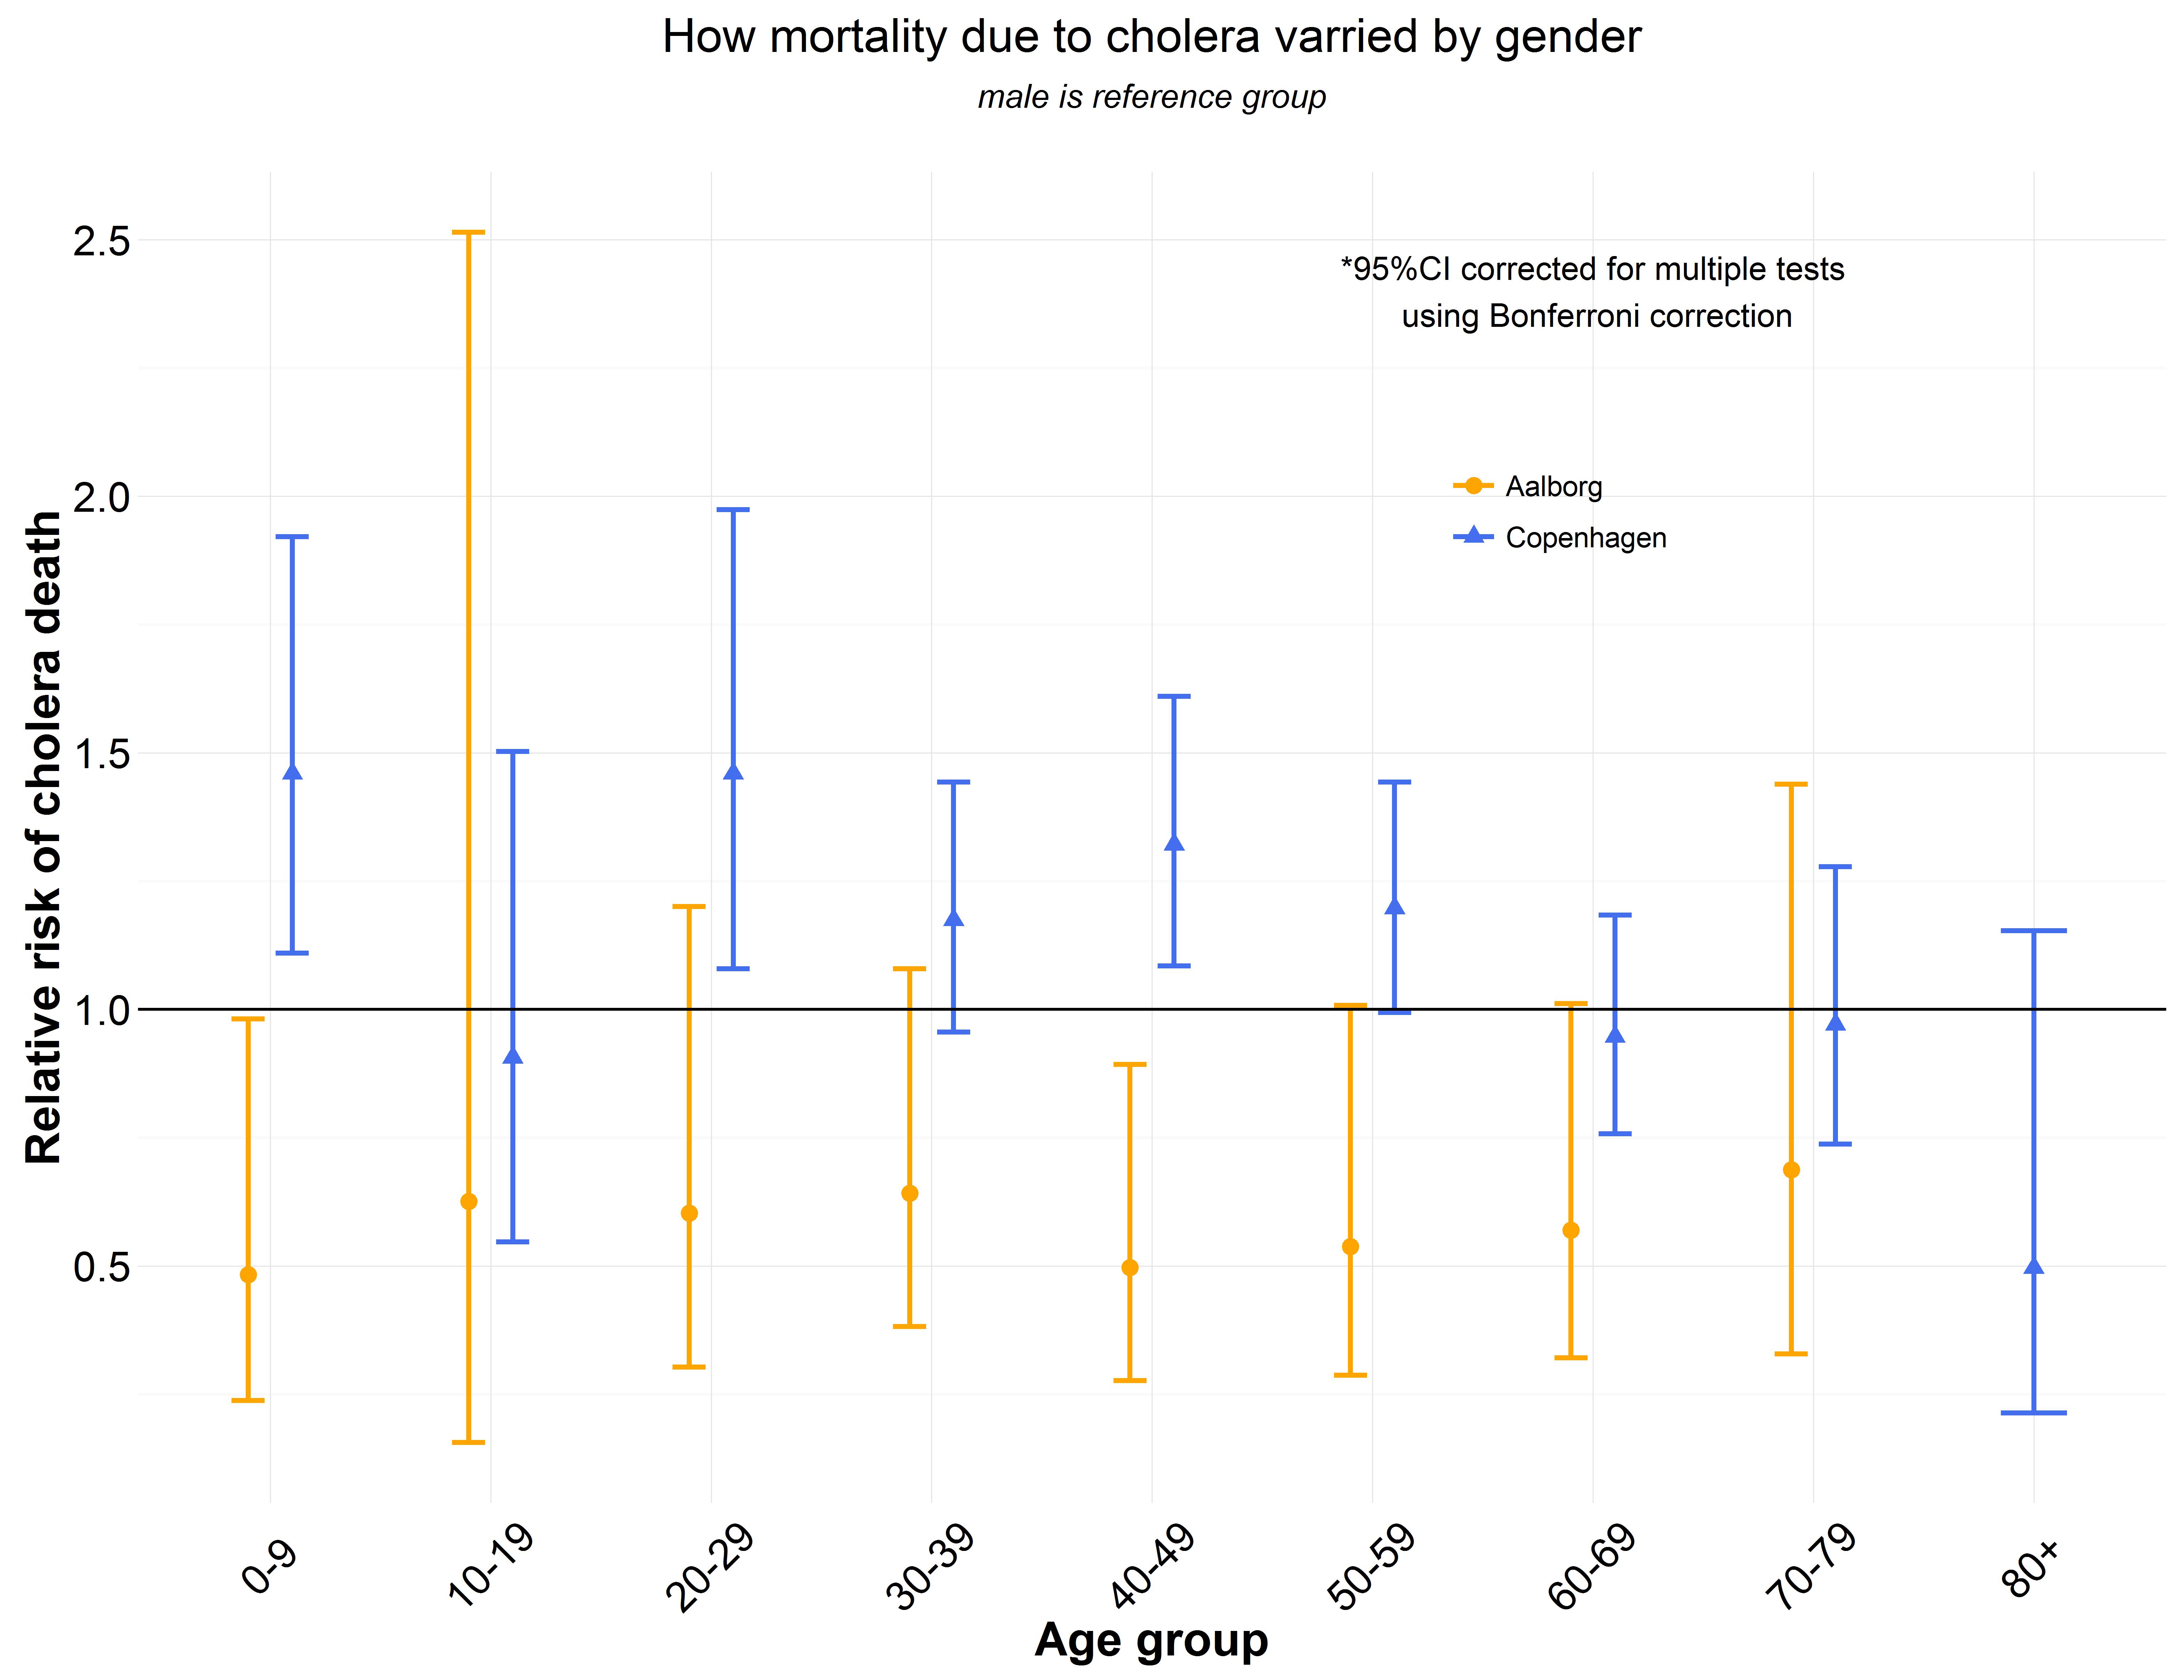 How mortality due to cholera varried by gender
male is reference group
*95%CI corrected for multiple tests
using Bonferroni correction
Aalborg
Copenhagen
Relative risk of cholera death
2.5
2.0
1.5
1.0
0.5
0-9
10-19
20-29
30-39
40-49
50-59
60-69
70-79
80+
Age group